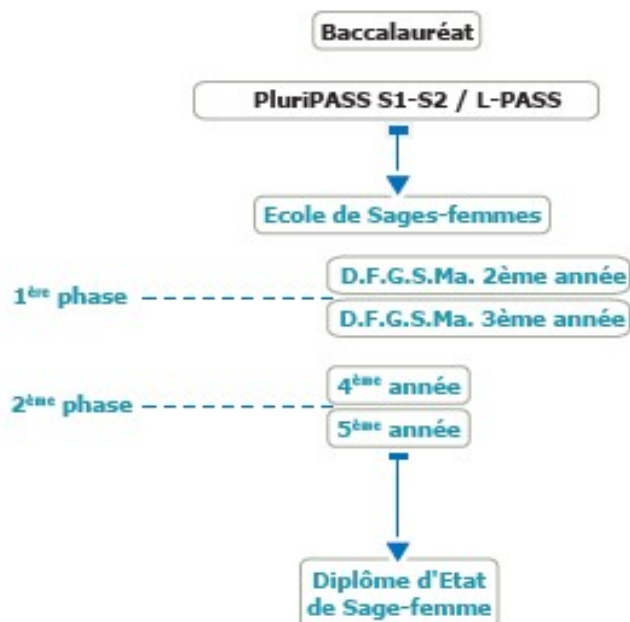 Baccalauréat
PluriPASS S1-S2 / L-PASS
Ecole de Sages-femmes
1ère phase
D.F.G.S.Ma. 2ème année
D.F.G.S.Ma. 3ème année
2ème phase
4ème année
5ème année
Diplôme d'Etat
de Sage-femme